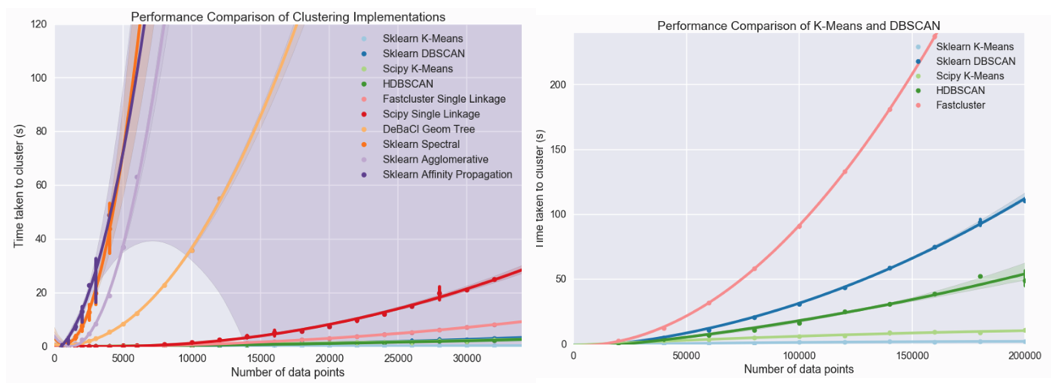 Performance Comparison of Clustering Implementations
120
100
80
60
40
20
0
Time taken to cluster (s)
0
5000
10000
15000
20000
25000
30000
Number of data points
Sklearn K-Means
Sklearn DBSCAN
Scipy K-Means
HDBSCAN
Fastcluster Single Linkage
Scipy Single Linkage
DeBaCl Geom Tree
Sklearn Spectral
Sklearn Agglomerative
Sklearn Affinity Propagation
Performance Comparison of K-Means and DBSCAN
200
150
100
50
0
Time taken to cluster (s)
0
50000
100000
150000
200000
Number of data points
Sklearn K-Means
Sklearn DBSCAN
Scipy K-Means
HDBSCAN
Fastcluster